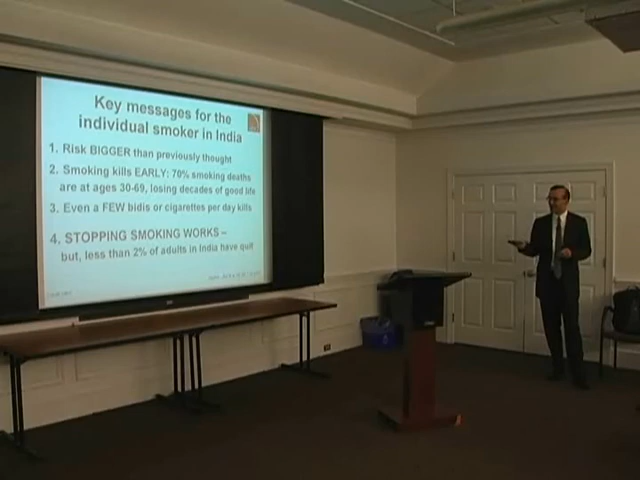 Key messages for the
individual smoker in India
1. Risk BIGGER than previously thought
2. Smoking kills EARLY: 70% smoking deaths
are at ages 30-69, losing decades of good life
3. Even a FEW bidis or cigarettes per day kills
4. STOPPING SMOKING WORKS –
but, less than 2% of adults in India have quit